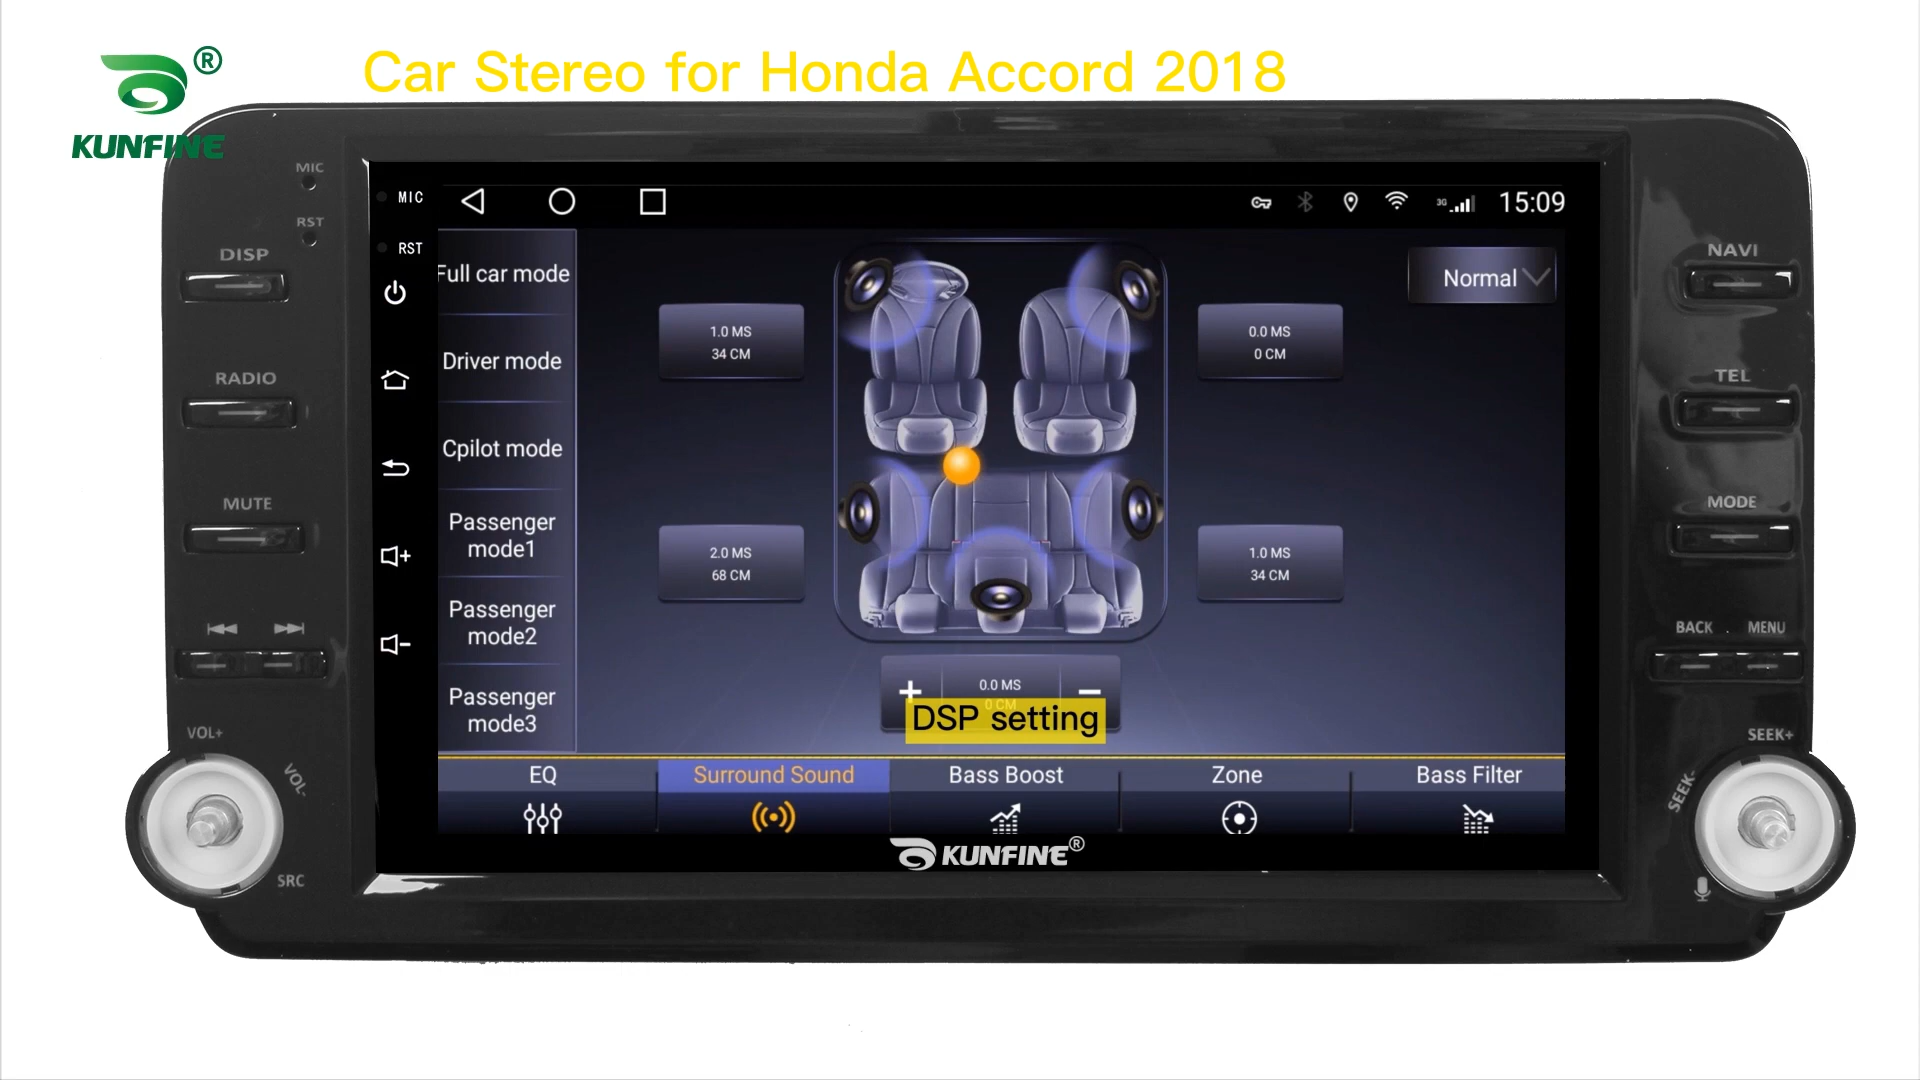 Car Stereo for Honda Accord 2018
®
KUNFINE
MIC
RST
DISP
RADIO
MUTE
VOL+
VOL-
SRC
MIC
RST
3G
15:09
Full car mode
Driver mode
Cpilot mode
Passenger
mode1
Passenger
mode2
Passenger
mode3
Normal
1.0 MS
34 CM
0.0 MS
0 CM
2.0 MS
68 CM
1.0 MS
34 CM
+
0.0 MS
−
0 CM
DSP setting
EQ
Surround Sound
Bass Boost
Zone
Bass Filter
KUNFINE®
NAVI
TEL
MODE
BACK
MENU
SEEK+
SEEK-